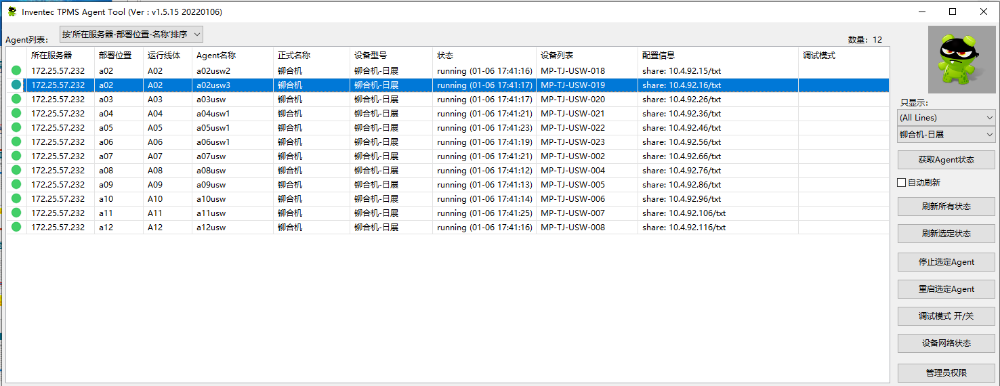 Inventec TPMS Agent Tool (Ver : v1.5.15 20220106)
Agent列表： 按'所在服务器-部署位置-名称'排序 数量：12
所在服务器 部署位置 运行线体 Agent名称 正式名称 设备型号 状态 设备列表 配置信息 调试模式
172.25.57.232 a02 A02 a02usw2 铆合机 铆合机-日展 running (01-06 17:41:16) MP-TJ-USW-018 share: 10.4.92.15/txt
172.25.57.232 a02 A02 a02usw3 铆合机 铆合机-日展 running (01-06 17:41:17) MP-TJ-USW-019 share: 10.4.92.16/txt
172.25.57.232 a03 A03 a03usw 铆合机 铆合机-日展 running (01-06 17:41:17) MP-TJ-USW-020 share: 10.4.92.26/txt
172.25.57.232 a04 A04 a04usw1 铆合机 铆合机-日展 running (01-06 17:41:21) MP-TJ-USW-021 share: 10.4.92.36/txt
172.25.57.232 a05 A05 a05usw1 铆合机 铆合机-日展 running (01-06 17:41:23) MP-TJ-USW-022 share: 10.4.92.46/txt
172.25.57.232 a06 A06 a06usw1 铆合机 铆合机-日展 running (01-06 17:41:19) MP-TJ-USW-023 share: 10.4.92.56/txt
172.25.57.232 a07 A07 a07usw 铆合机 铆合机-日展 running (01-06 17:41:21) MP-TJ-USW-002 share: 10.4.92.66/txt
172.25.57.232 a08 A08 a08usw 铆合机 铆合机-日展 running (01-06 17:41:12) MP-TJ-USW-004 share: 10.4.92.76/txt
172.25.57.232 a09 A09 a09usw 铆合机 铆合机-日展 running (01-06 17:41:13) MP-TJ-USW-005 share: 10.4.92.86/txt
172.25.57.232 a10 A10 a10usw 铆合机 铆合机-日展 running (01-06 17:41:14) MP-TJ-USW-006 share: 10.4.92.96/txt
172.25.57.232 a11 A11 a11usw 铆合机 铆合机-日展 running (01-06 17:41:25) MP-TJ-USW-007 share: 10.4.92.106/txt
172.25.57.232 a12 A12 a12usw 铆合机 铆合机-日展 running (01-06 17:41:16) MP-TJ-USW-008 share: 10.4.92.116/txt
只显示：
(All Lines)
铆合机-日展
获取Agent状态
自动刷新
刷新所有状态
刷新选定状态
停止选定Agent
重启选定Agent
调试模式 开/关
设备网络状态
管理员权限